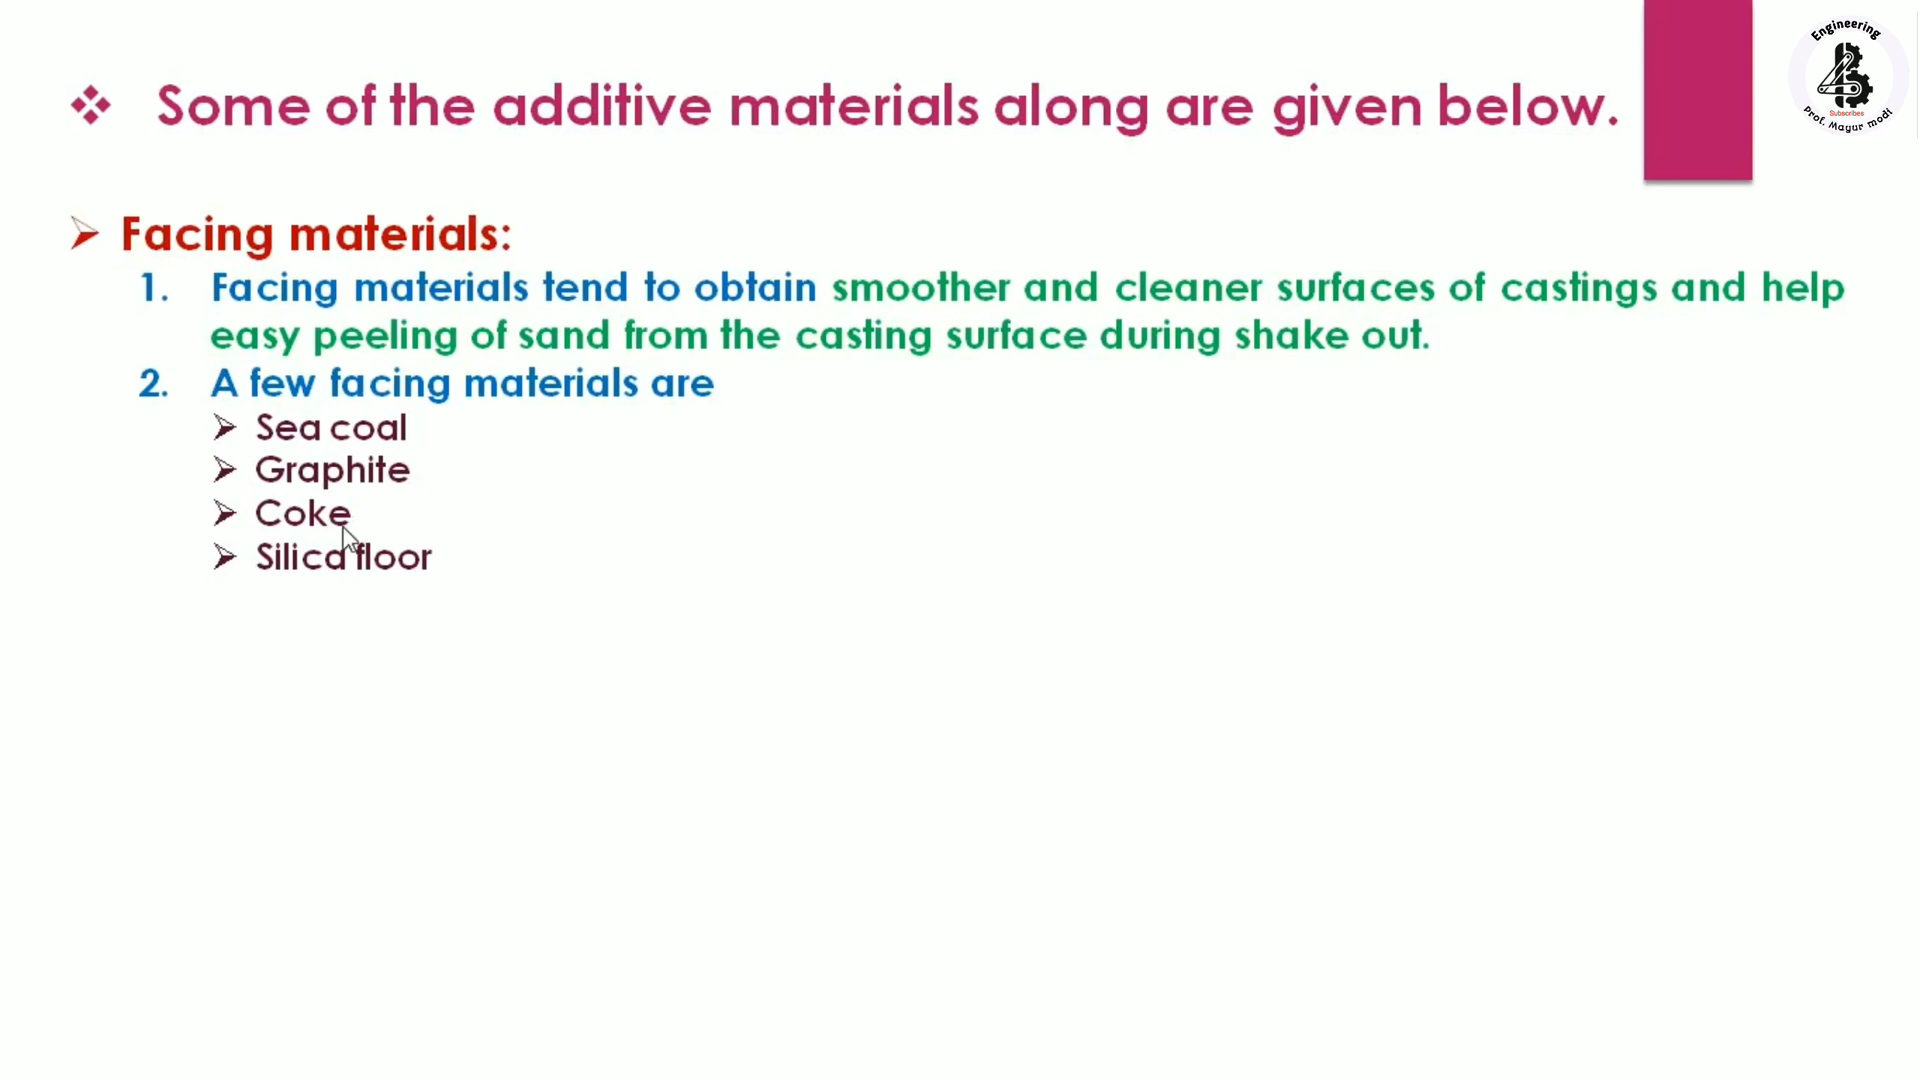 Engineering
Subscribes
Prof. Mayur modi
❖ Some of the additive materials along are given below.
➢ Facing materials:
1. Facing materials tend to obtain smoother and cleaner surfaces of castings and help
easy peeling of sand from the casting surface during shake out.
2. A few facing materials are
➢ Sea coal
➢ Graphite
➢ Coke
➢ Silica floor